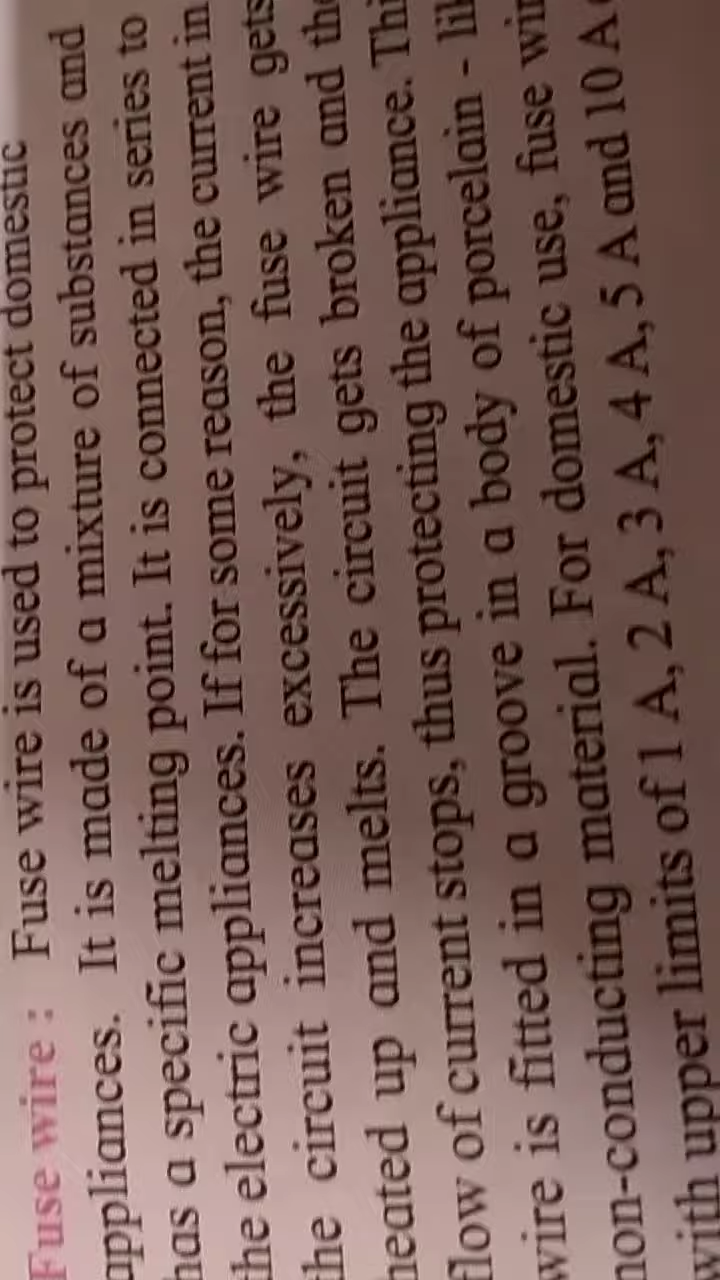 Fuse wire : Fuse wire is used to protect domestic
appliances. It is made of a mixture of substances and
has a specific melting point. It is connected in series to
the electric appliances. If for some reason, the current in
the circuit increases excessively, the fuse wire gets
heated up and melts. The circuit gets broken and the
flow of current stops, thus protecting the appliance. Thi
wire is fitted in a groove in a body of porcelain - lik
non-conducting material. For domestic use, fuse wir
with upper limits of 1 A, 2 A, 3 A, 4 A, 5 A and 10 A